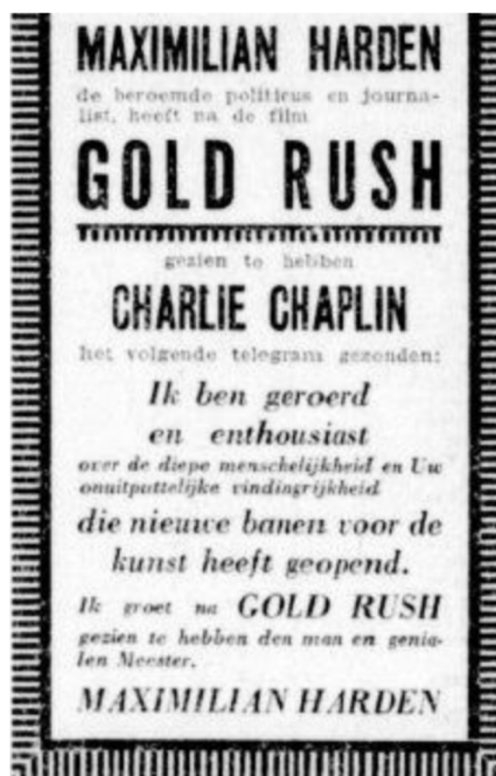 MAXIMILIAN HARDEN
de beroemde politicus en journa-
list, heeft na de film
GOLD RUSH
gezien te hebben
CHARLIE CHAPLIN
het volgende telegram gezonden:
Ik ben geroerd
en enthousiast
over de diepe menschelijkheid en Uw
onuitputtelijke vindingrijkheid
die nieuwe banen voor de
kunst heeft geopend.
Ik groet na GOLD RUSH
gezien te hebben den man en genia-
len Meester.
MAXIMILIAN HARDEN